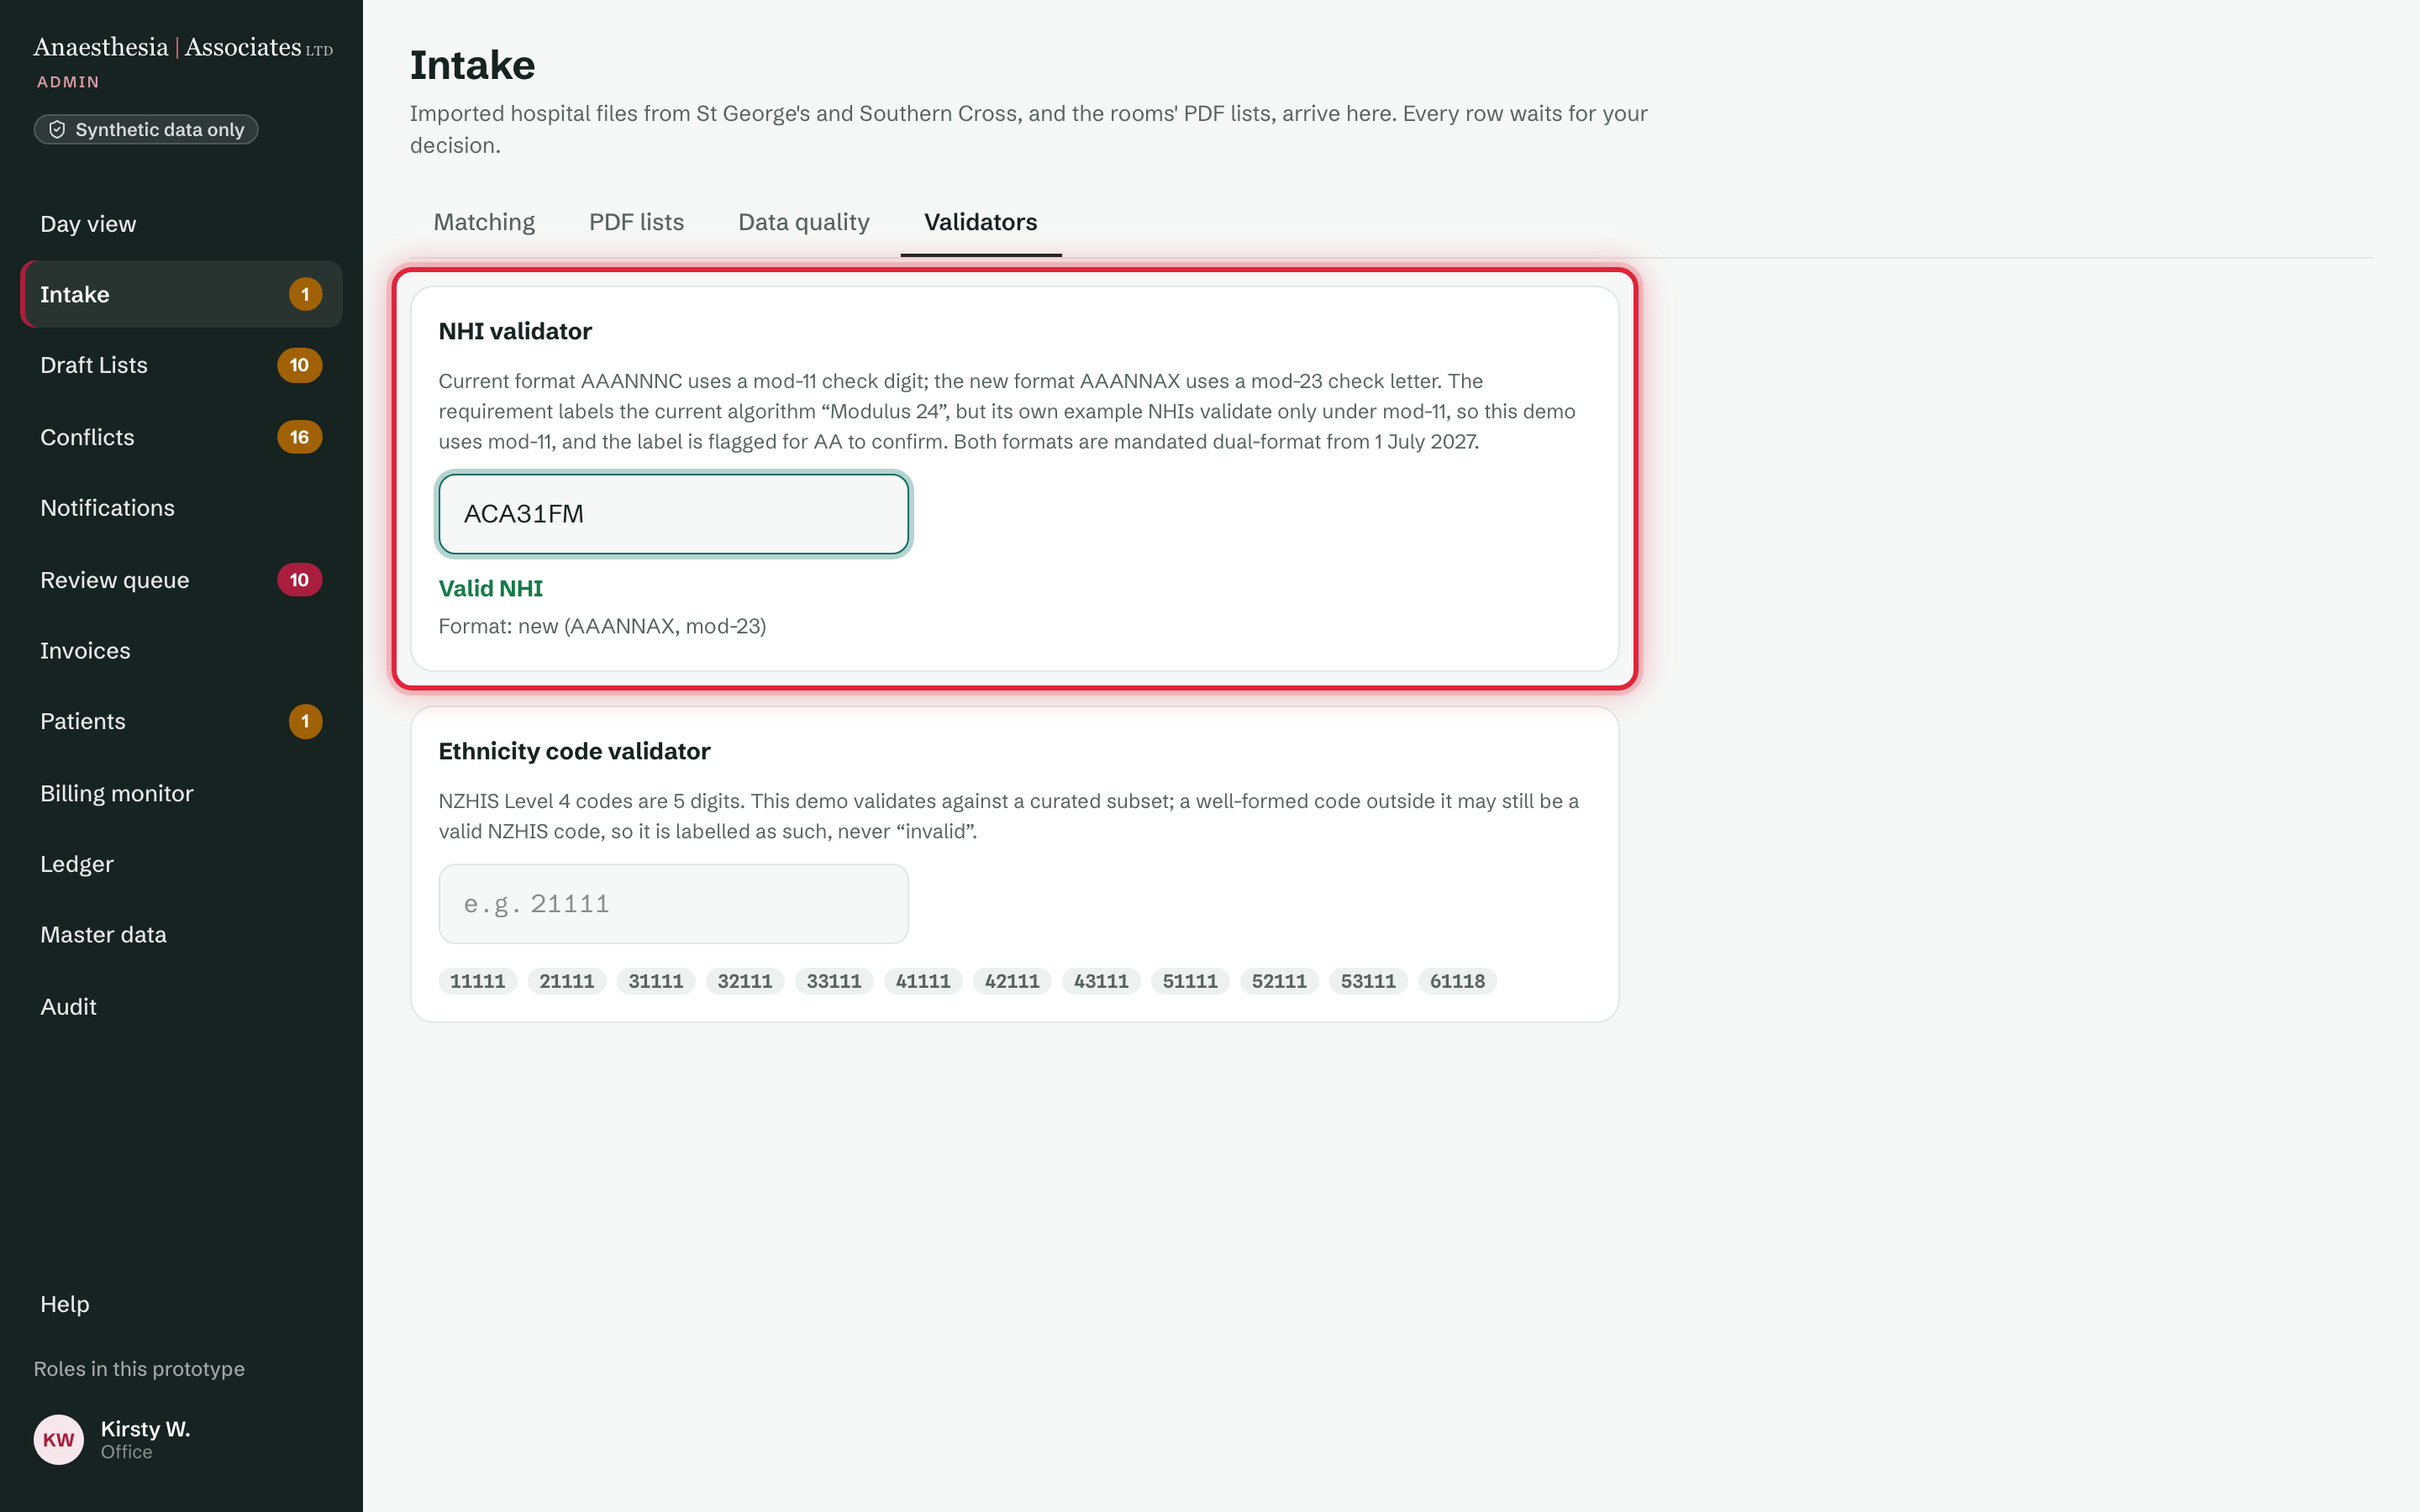 Anaesthesia | Associates LTD
ADMIN
Synthetic data only
Day view
Intake 1
Draft Lists 10
Conflicts 16
Notifications
Review queue 10
Invoices
Patients 1
Billing monitor
Ledger
Master data
Audit
Help
Roles in this prototype
KW
Kirsty W.
Office
Intake
Imported hospital files from St George's and Southern Cross, and the rooms' PDF lists, arrive here. Every row waits for your
decision.
Matching PDF lists Data quality Validators
NHI validator
Current format AAANNNC uses a mod-11 check digit; the new format AAANNAX uses a mod-23 check letter. The
requirement labels the current algorithm “Modulus 24”, but its own example NHIs validate only under mod-11, so this demo
uses mod-11, and the label is flagged for AA to confirm. Both formats are mandated dual-format from 1 July 2027.
ACA31FM
Valid NHI
Format: new (AAANNAX, mod-23)
Ethnicity code validator
NZHIS Level 4 codes are 5 digits. This demo validates against a curated subset; a well-formed code outside it may still be a
valid NZHIS code, so it is labelled as such, never “invalid”.
e.g. 21111
11111 21111 31111 32111 33111 41111 42111 43111 51111 52111 53111 61118